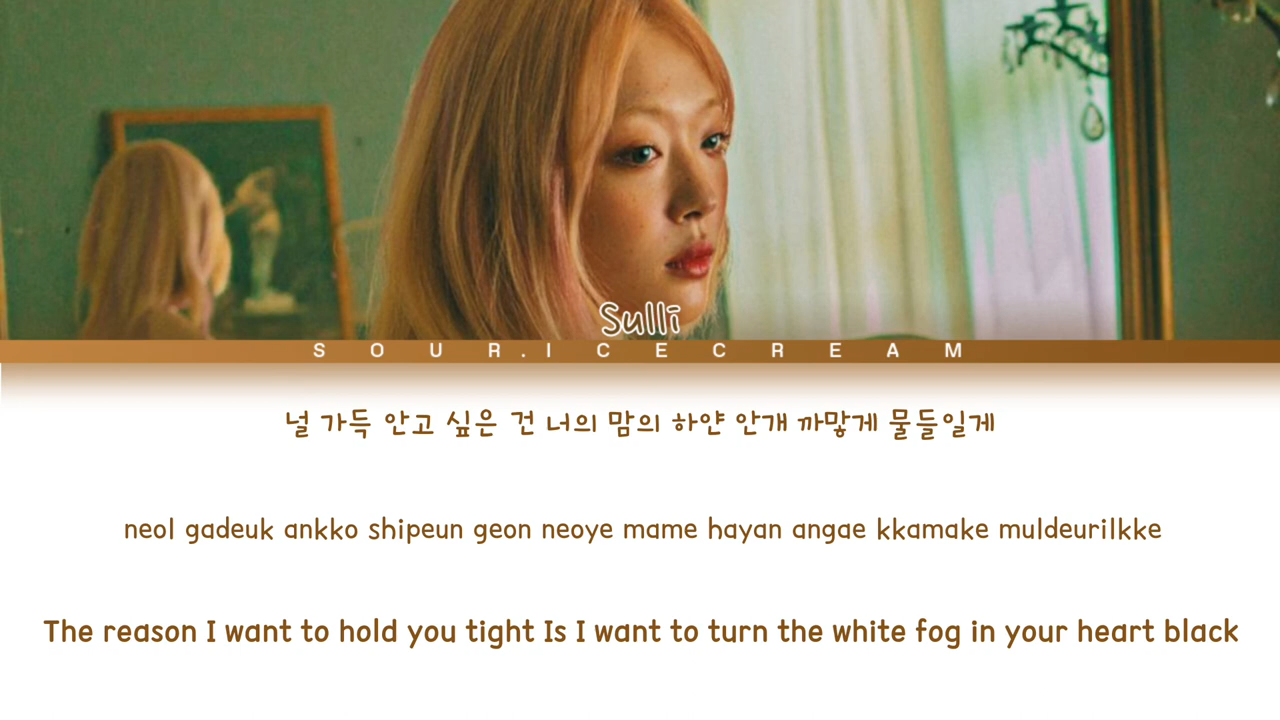 Sulli
SOUR.ICECREAM
널 가득 안고 싶은 건 너의 맘의 하얀 안개 까맣게 물들일게
neol gadeuk ankko shipeun geon neoye mame hayan angae kkamake muldeurilkke
The reason I want to hold you tight Is I want to turn the white fog in your heart black